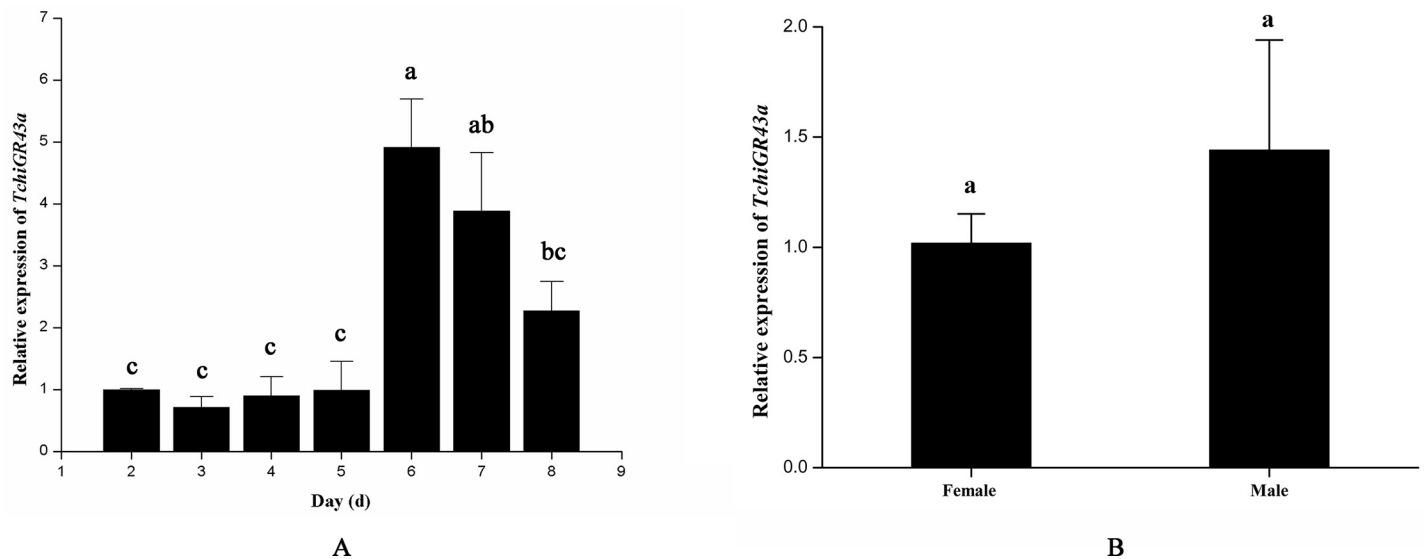 7
6
5
4
3
2
1
0
Relative expression of TchiGR43a
c
c
c
c
a
ab
bc
1 2 3 4 5 6 7 8 9
Day (d)
A
2.0
1.5
1.0
0.5
0.0
Relative expression of TchiGR43a
a
a
Female Male
B